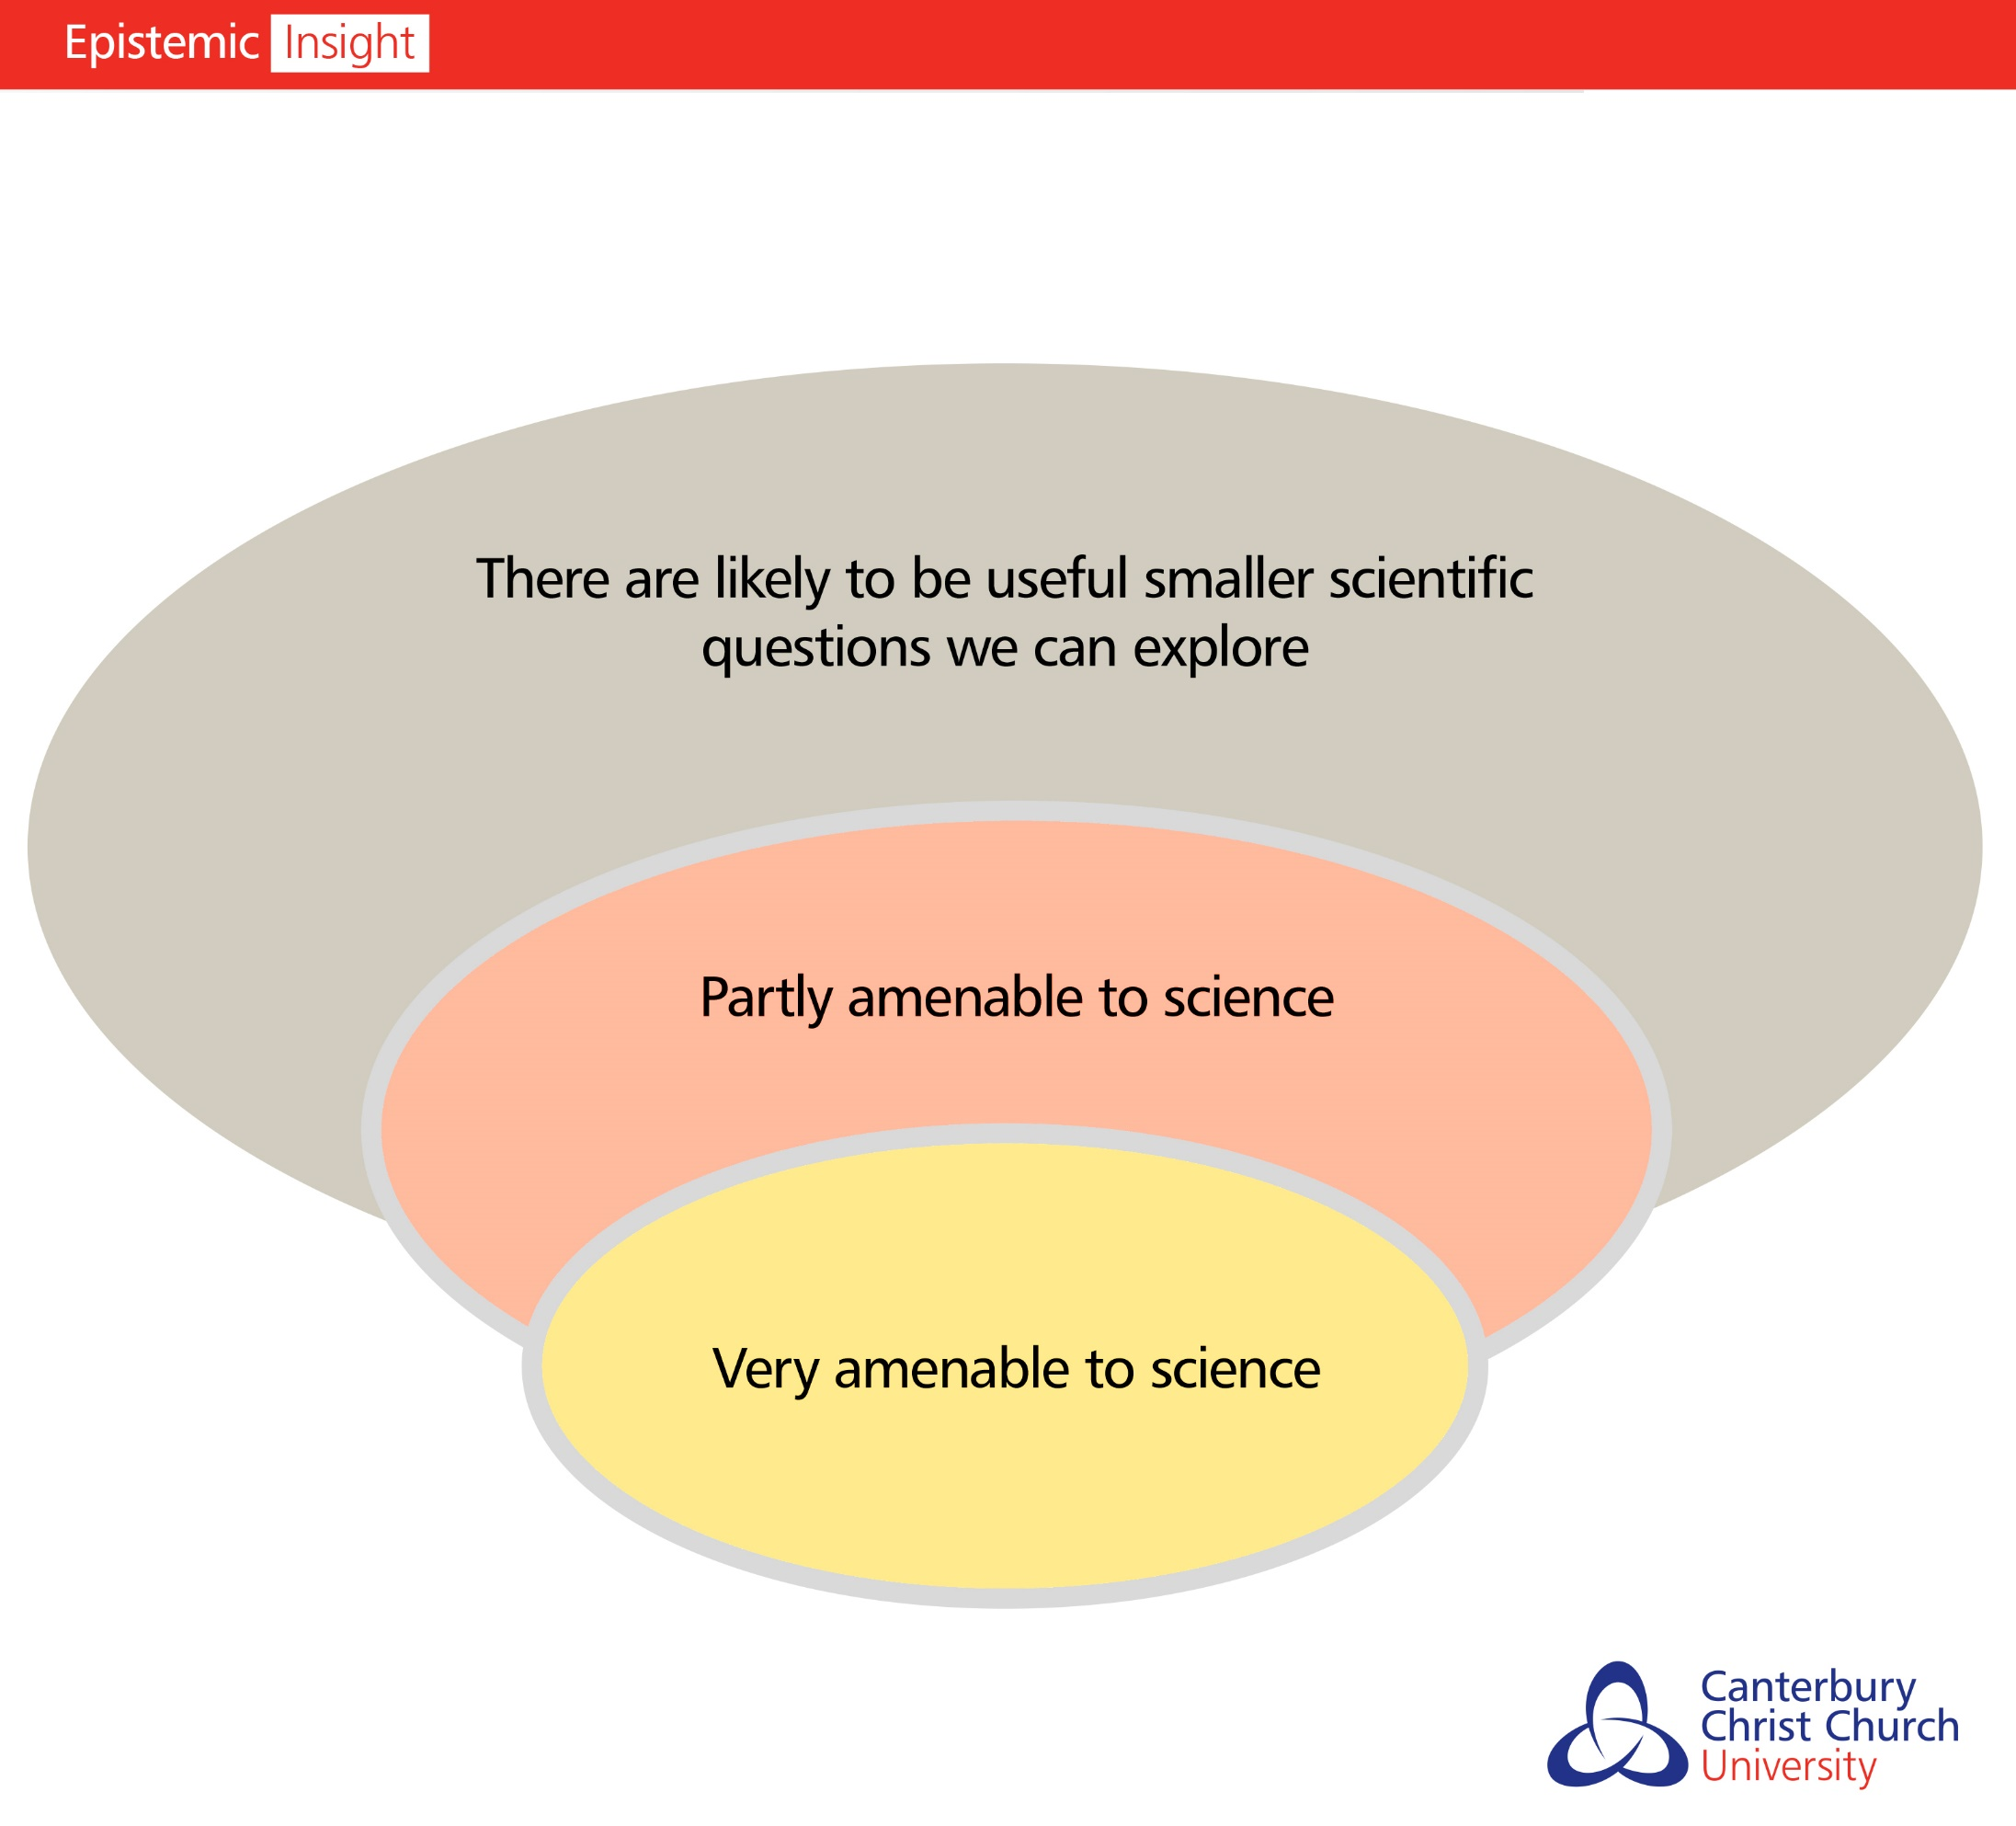 Epistemic Insight
There are likely to be useful smaller scientific
questions we can explore
Partly amenable to science
Very amenable to science
Canterbury
Christ Church
University